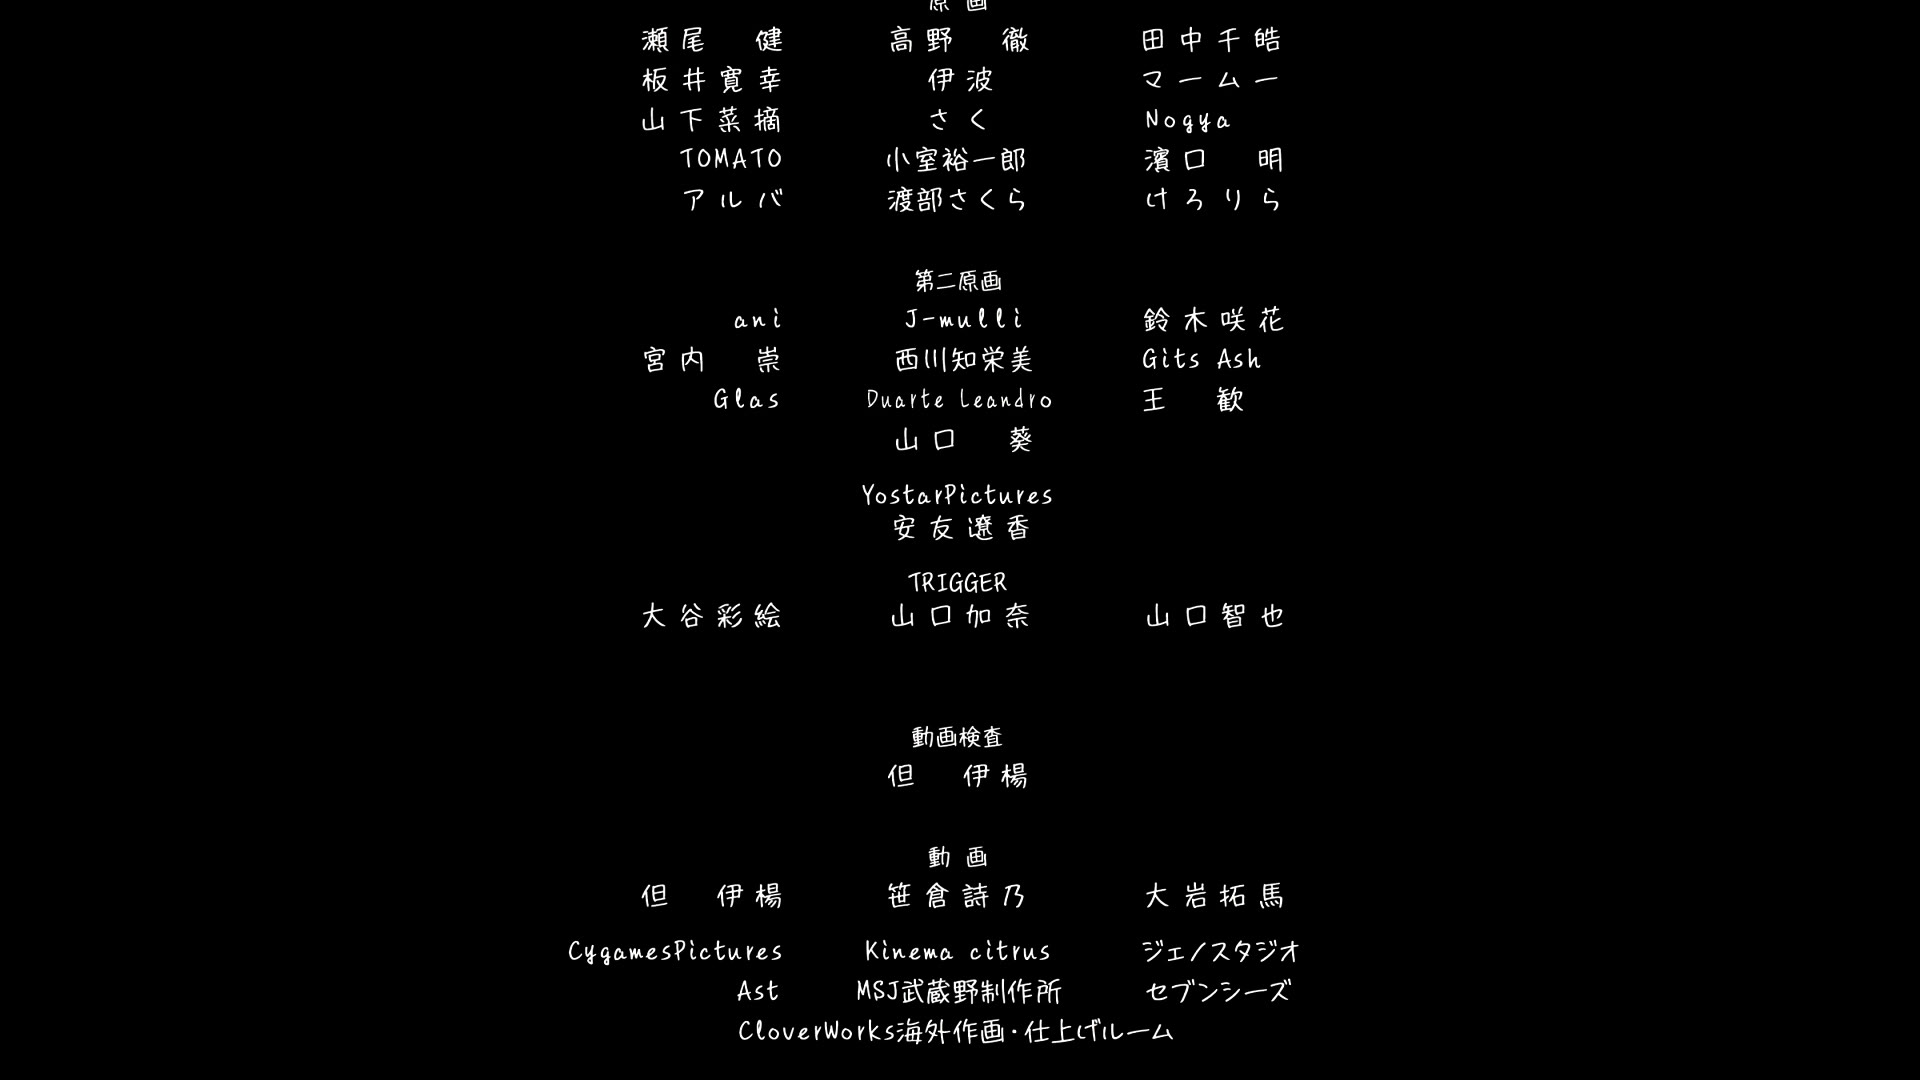 原画
瀬尾 健 高野 徹 田中千皓
板井寛幸 伊波 マームー
山下菜摘 さく Nogya
TOMATO 小室裕一郎 濱口 明
アルバ 渡部さくら けろりら
第二原画
ani J-mulli 鈴木咲花
宮内 崇 西川知栄美 Gits Ash
Glas Duarte Leandro 王 歓
山口 葵
YostarPictures
安友遼香
TRIGGER
大谷彩絵 山口加奈 山口智也
動画検査
但 伊楊
動画
但 伊楊 笹倉詩乃 大岩拓馬
CygamesPictures Kinema citrus ジェノスタジオ
Ast MSJ武蔵野制作所 セブンシーズ
CloverWorks海外作画・仕上げルーム